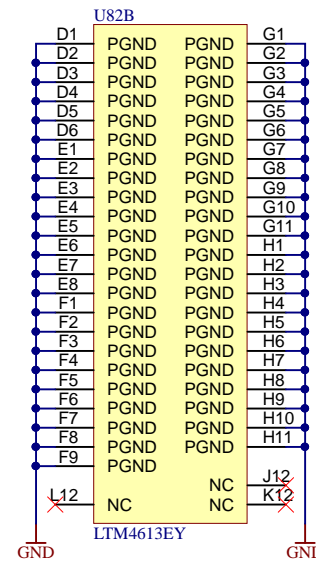 U82B
D1 PGND PGND G1
D2 PGND PGND G2
D3 PGND PGND G3
D4 PGND PGND G4
D5 PGND PGND G5
D6 PGND PGND G6
E1 PGND PGND G7
E2 PGND PGND G8
E3 PGND PGND G9
E4 PGND PGND G10
E5 PGND PGND G11
E6 PGND PGND H1
E7 PGND PGND H2
E8 PGND PGND H3
F1 PGND PGND H4
F2 PGND PGND H5
F3 PGND PGND H6
F4 PGND PGND H7
F5 PGND PGND H8
F6 PGND PGND H9
F7 PGND PGND H10
F8 PGND PGND H11
F9 PGND
NC J12
L12 NC NC K12
LTM4613EY
GND GNI